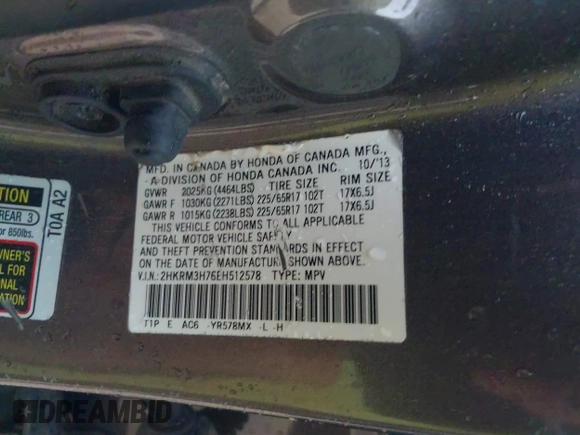 MFD. IN CANADA BY HONDA OF CANADA MFG.,
- A DIVISION OF HONDA CANADA INC. 10/'13
GVWR 2025KG (4464LBS) TIRE SIZE RIM SIZE
GAWR F 1030KG (2271LBS) 225/65R17 102T 17X6.5J
GAWR R 1015KG (2238LBS) 225/65R17 102T 17X6.5J
THIS VEHICLE CONFORMS TO ALL APPLICABLE
FEDERAL MOTOR VEHICLE SAFETY
AND THEFT PREVENTION STANDARDS IN EFFECT
ON THE DATE OF MANUFACTURE SHOWN ABOVE.
V.I.N.: 2HKRM3H76EH512578 TYPE: MPV
T1P E AC6 -YR578MX -L -H
T0A A2
TION
REAR 3
or 850lbs.
WNER'S
L FOR
ONAL
ATION
DREAMBID